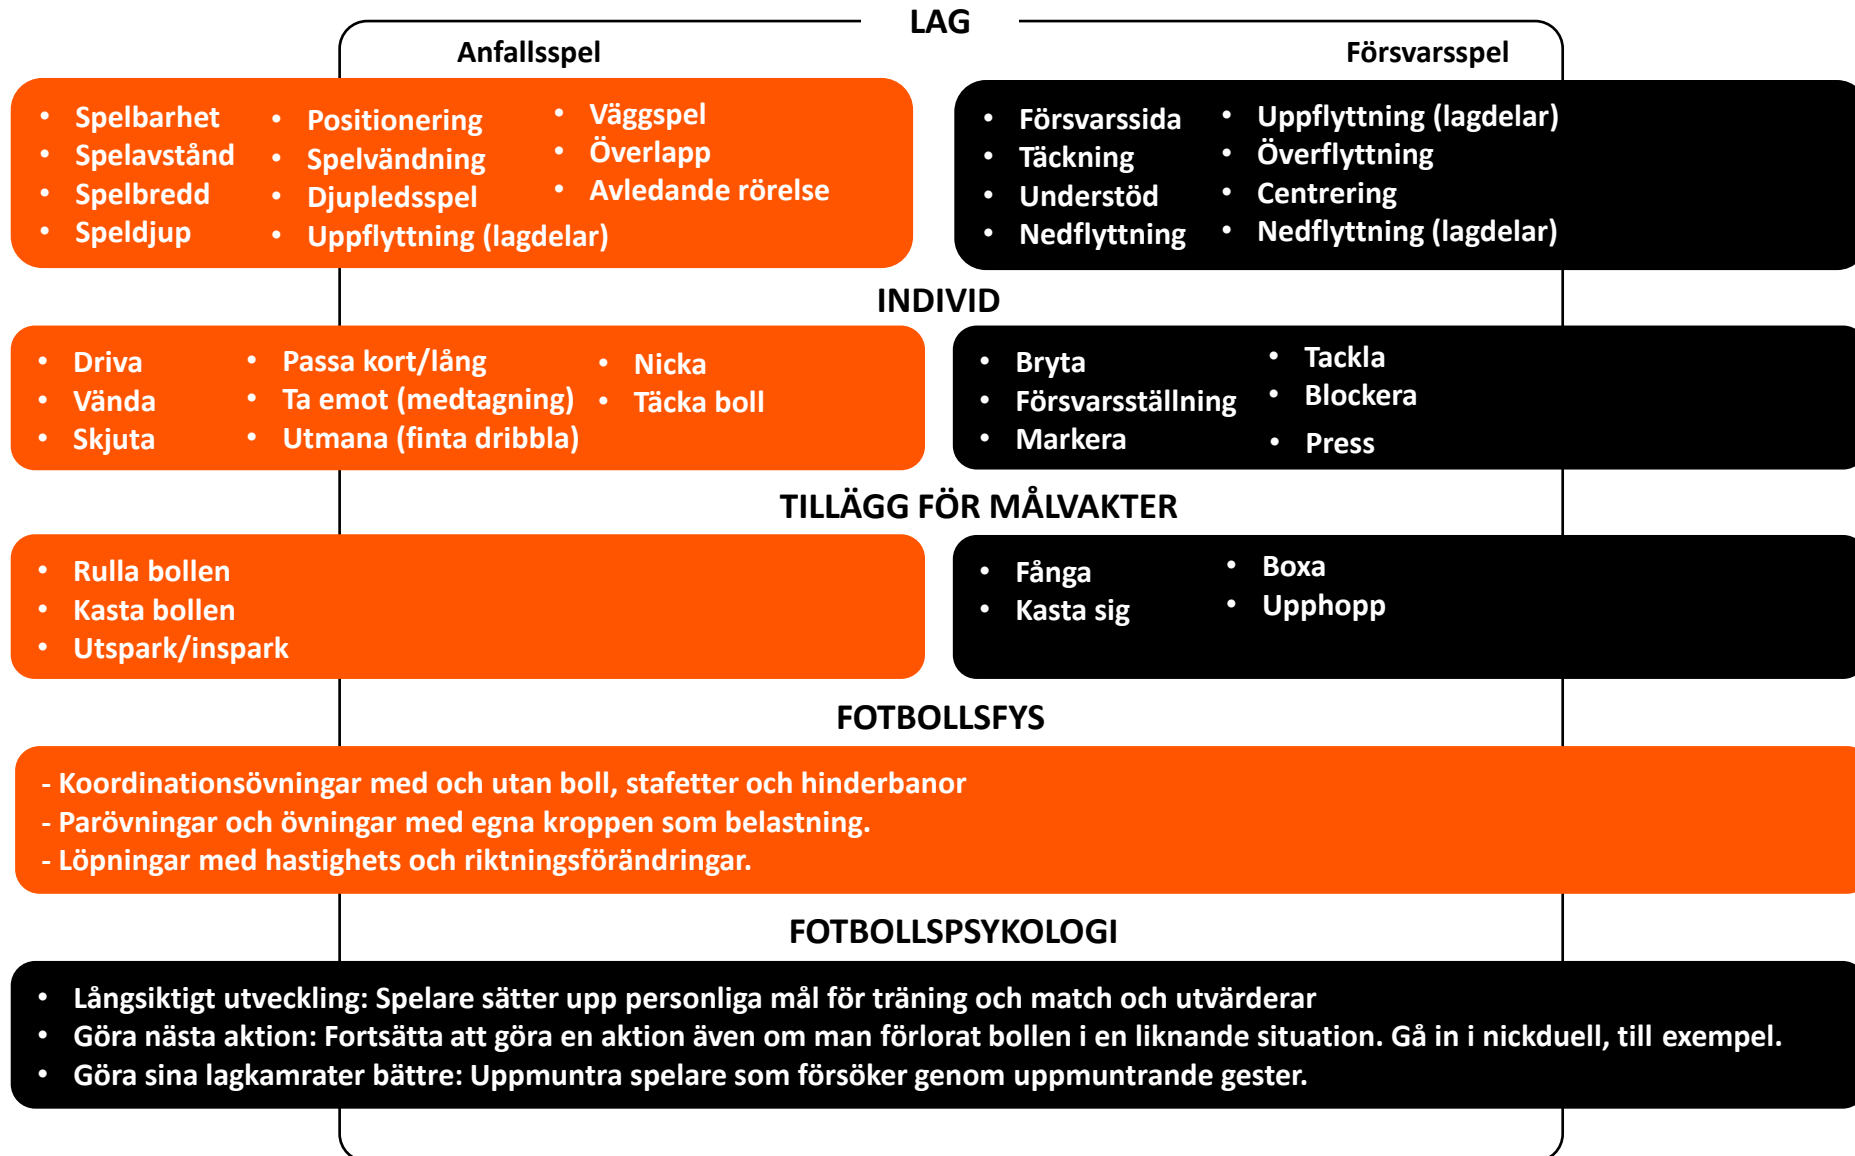 LAG
Anfallsspel
Försvarsspel
• Spelbarhet
• Spelavstånd
• Spelbredd
• Speldjup
• Positionering
• Spelvändning
• Djupledsspel
• Uppflyttning (lagdelar)
• Väggspel
• Överlapp
• Avledande rörelse
• Försvarssida
• Täckning
• Understöd
• Nedflyttning
• Uppflyttning (lagdelar)
• Överflyttning
• Centrering
• Nedflyttning (lagdelar)
INDIVID
• Driva
• Vända
• Skjuta
• Passa kort/lång
• Ta emot (medtagning)
• Utmana (finta dribbla)
• Nicka
• Täcka boll
• Bryta
• Försvarsställning
• Markera
• Tackla
• Blockera
• Press
TILLÄGG FÖR MÅLVAKTER
• Rulla bollen
• Kasta bollen
• Utspark/inspark
• Fånga
• Kasta sig
• Boxa
• Upphopp
FOTBOLLSFYS
- Koordinationsövningar med och utan boll, stafetter och hinderbanor
- Parövningar och övningar med egna kroppen som belastning.
- Löpningar med hastighets och riktningsförändringar.
FOTBOLLSPSYKOLOGI
• Långsiktigt utveckling: Spelare sätter upp personliga mål för träning och match och utvärderar
• Göra nästa aktion: Fortsätta att göra en aktion även om man förlorat bollen i en liknande situation. Gå in i nickduell, till exempel.
• Göra sina lagkamrater bättre: Uppmuntra spelare som försöker genom uppmuntrande gester.